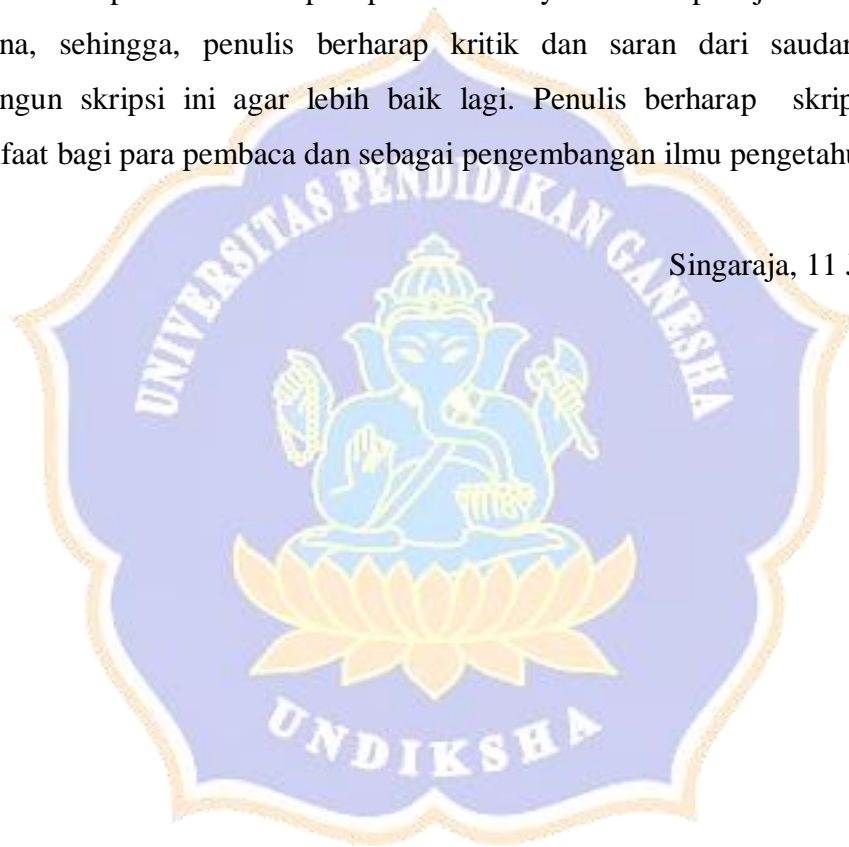 na, sehingga, penulis berharap kritik dan saran dari saudar
ngun skripsi ini agar lebih baik lagi. Penulis berharap skrip
faat bagi para pembaca dan sebagai pengembangan ilmu pengetahu
Singaraja, 11
UNIVERSITAS PENDIDIKAN GANESHA
UNDIKSHA